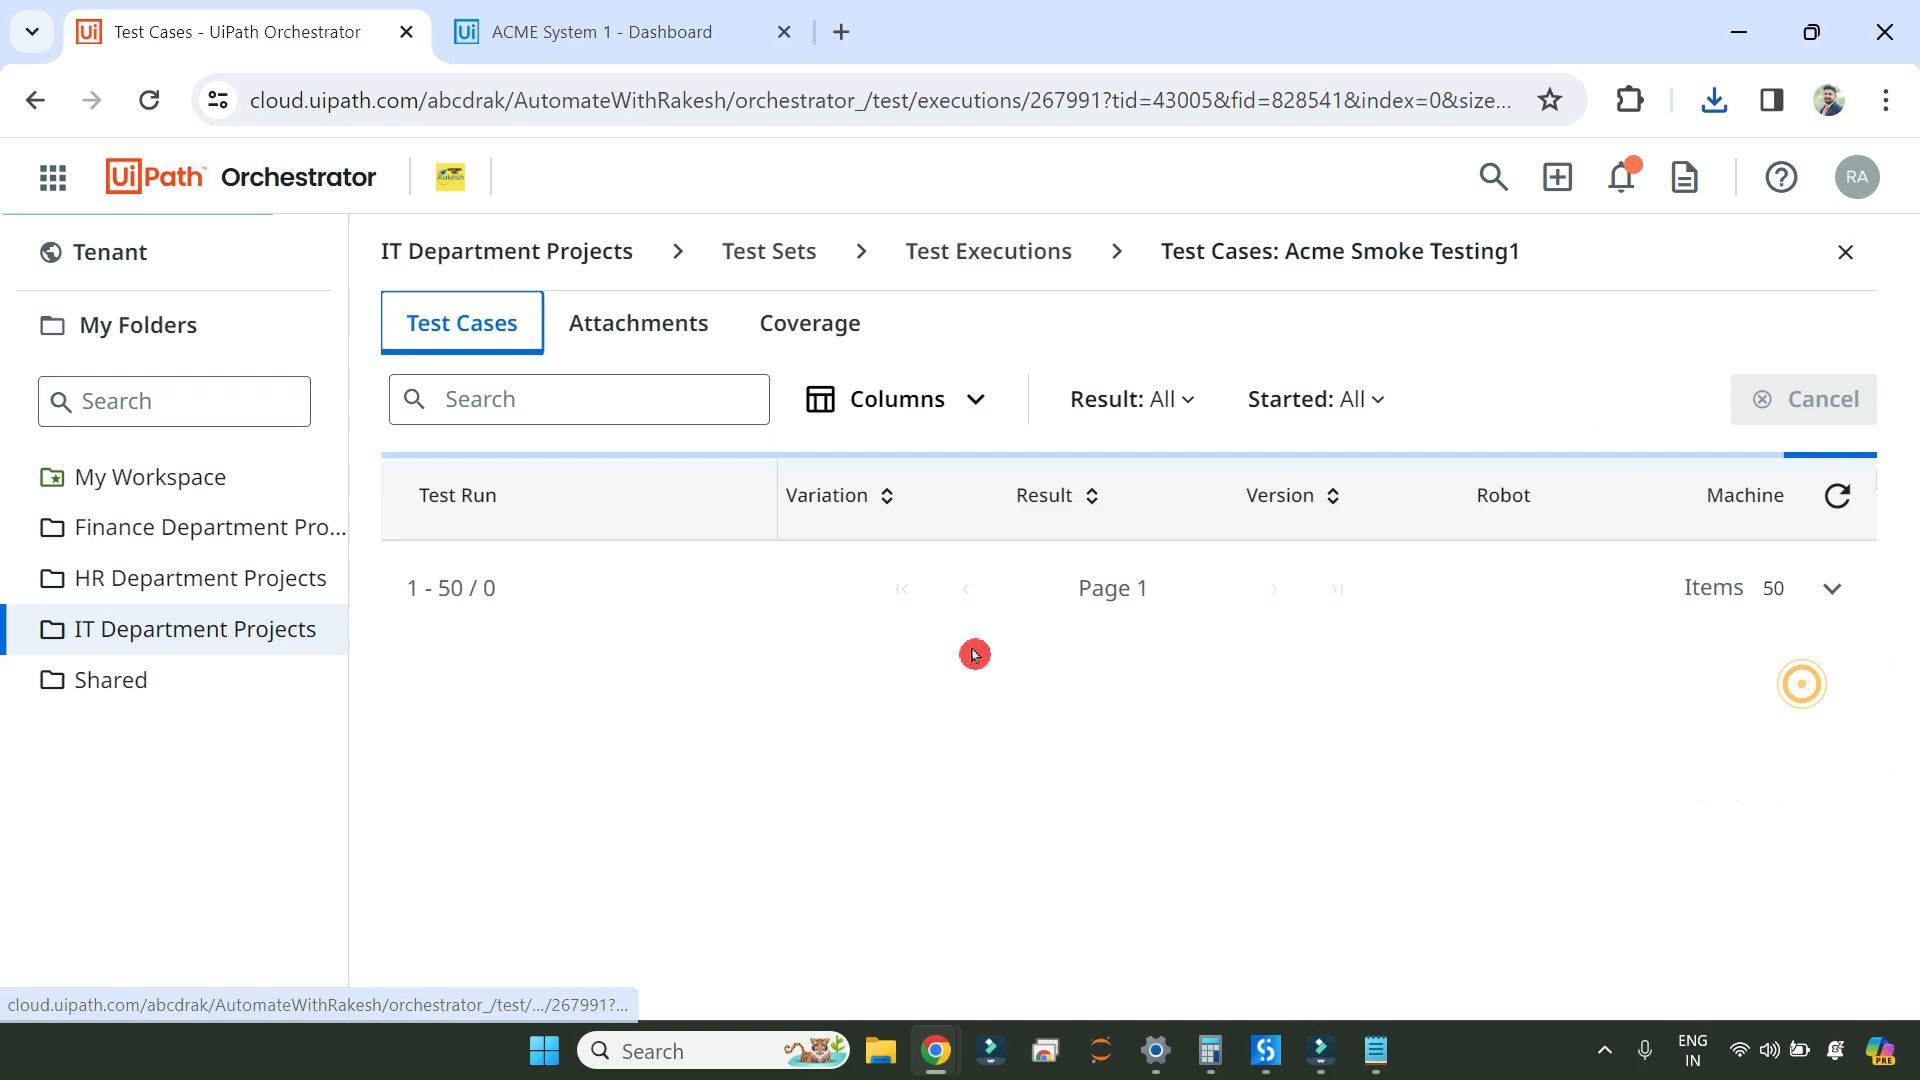 Test Cases - UiPath Orchestrator
Ui ACME System 1 - Dashboard
cloud.uipath.com/abcdrak/AutomateWithRakesh/orchestrator_/test/executions/267991?tid=43005&fid=828541&index=0&size...
UiPath™ Orchestrator
RA
Tenant
My Folders
Search
My Workspace
Finance Department Pro...
HR Department Projects
IT Department Projects
Shared
IT Department Projects > Test Sets > Test Executions > Test Cases: Acme Smoke Testing1
Test Cases Attachments Coverage
Search Columns Result: All Started: All Cancel
Test Run Variation Result Version Robot Machine
1 - 50 / 0 Page 1 Items 50
cloud.uipath.com/abcdrak/AutomateWithRakesh/orchestrator_/test/.../267991?...
Search
ENG
IN
PRE